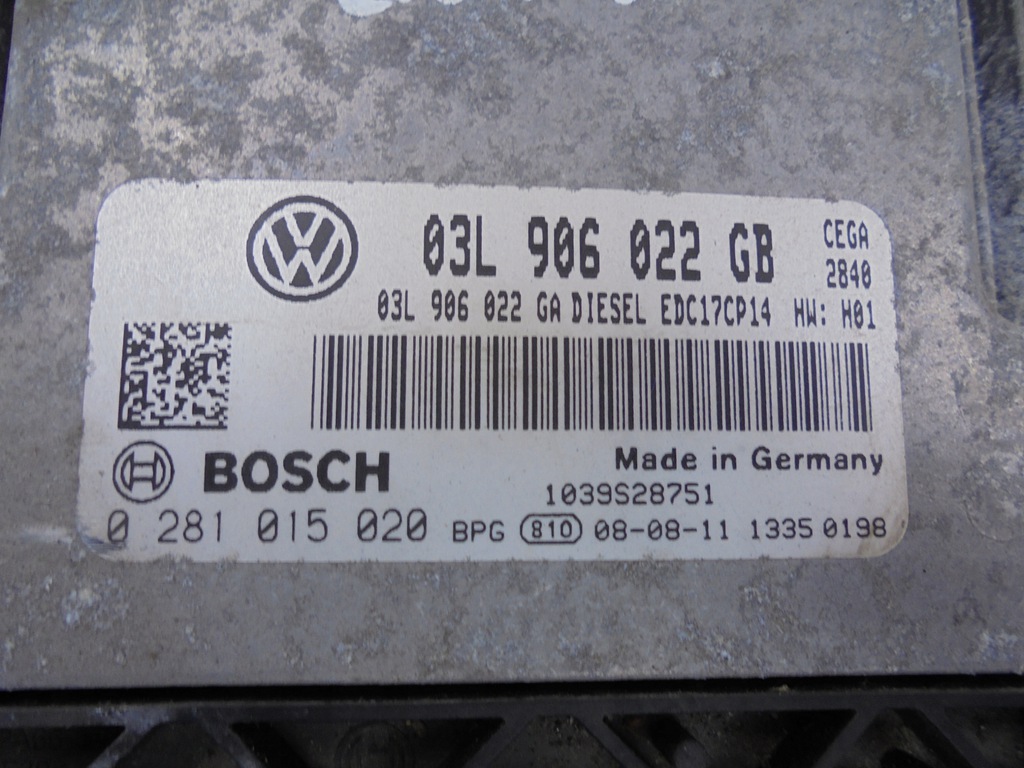 03L 906 022 GB CEGA
2840
03L 906 022 GA DIESEL EDC17CP14 HW: H01
BOSCH Made in Germany
1039S28751
0 281 015 020 BPG 810 08-08-11 1335 0198